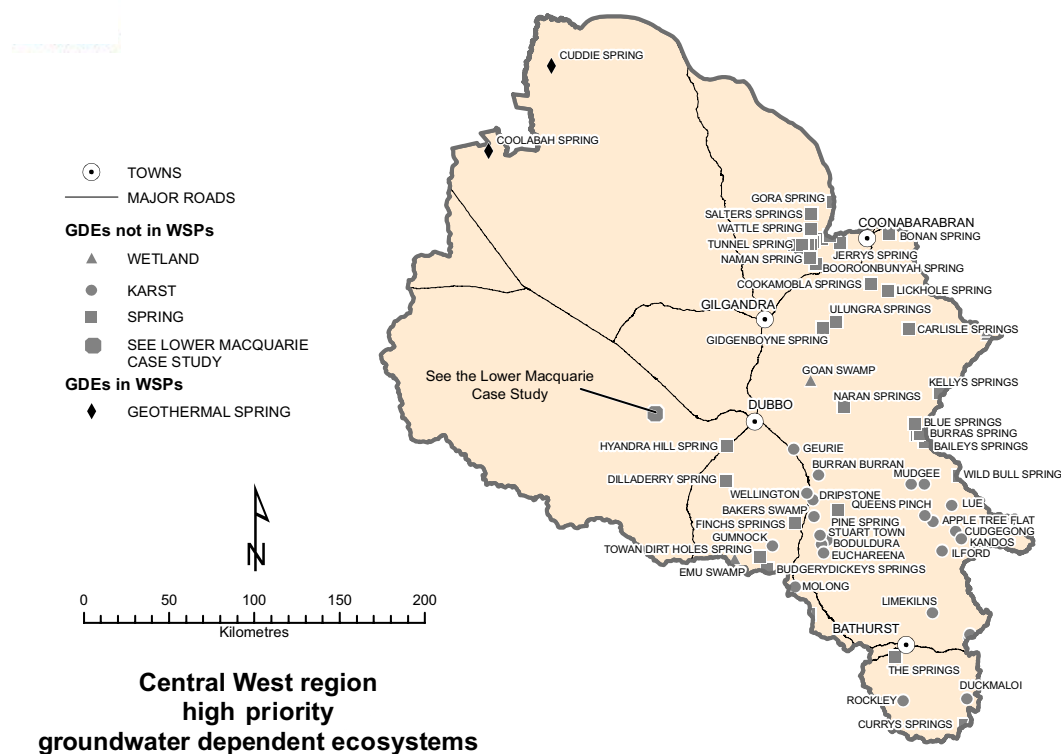 CUDDIE SPRING
COOLABAH SPRING
TOWNS
MAJOR ROADS
GDEs not in WSPs
WETLAND
KARST
SPRING
SEE LOWER MACQUARIE
CASE STUDY
GDEs in WSPs
GEOTHERMAL SPRING
GORA SPRING
SALTERS SPRINGS
WATTLE SPRING
TUNNEL SPRING
NAMAN SPRING
COONABARABRAN
BONAN SPRING
JERRYS SPRING
BOOROONBUNYAH SPRING
COOKAMOBLA SPRINGS
LICKHOLE SPRING
GILGANDRA
ULUNGRA SPRINGS
GIDGENBOYNE SPRING
CARLISLE SPRINGS
See the Lower Macquarie
Case Study
GOAN SWAMP
KELLYS SPRINGS
DUBBO
NARAN SPRINGS
BLUE SPRINGS
BURRAS SPRING
BAILEYS SPRINGS
HYANDRA HILL SPRING
GEURIE
BURRAN BURRAN
MUDGEE
WILD BULL SPRING
DILLADERRY SPRING
WELLINGTON
DRIPSTONE
QUEENS PINCH
LUE
BAKERS SWAMP
PINE SPRING
APPLE TREE FLAT
FINCHS SPRINGS
STUART TOWN
CUDGEGONG
GUMNOCK
BODULDURA
KANDOS
TOWANDIRT HOLES SPRING
EUCHAREENA
ILFORD
EMU SWAMP
BUDGERYDICKEYS SPRINGS
MOLONG
LIMEKILNS
BATHURST
THE SPRINGS
DUCKMALOI
ROCKLEY
CURRYS SPRINGS
N
0 50 100 150 200
Kilometres
Central West region
high priority
groundwater dependent ecosystems